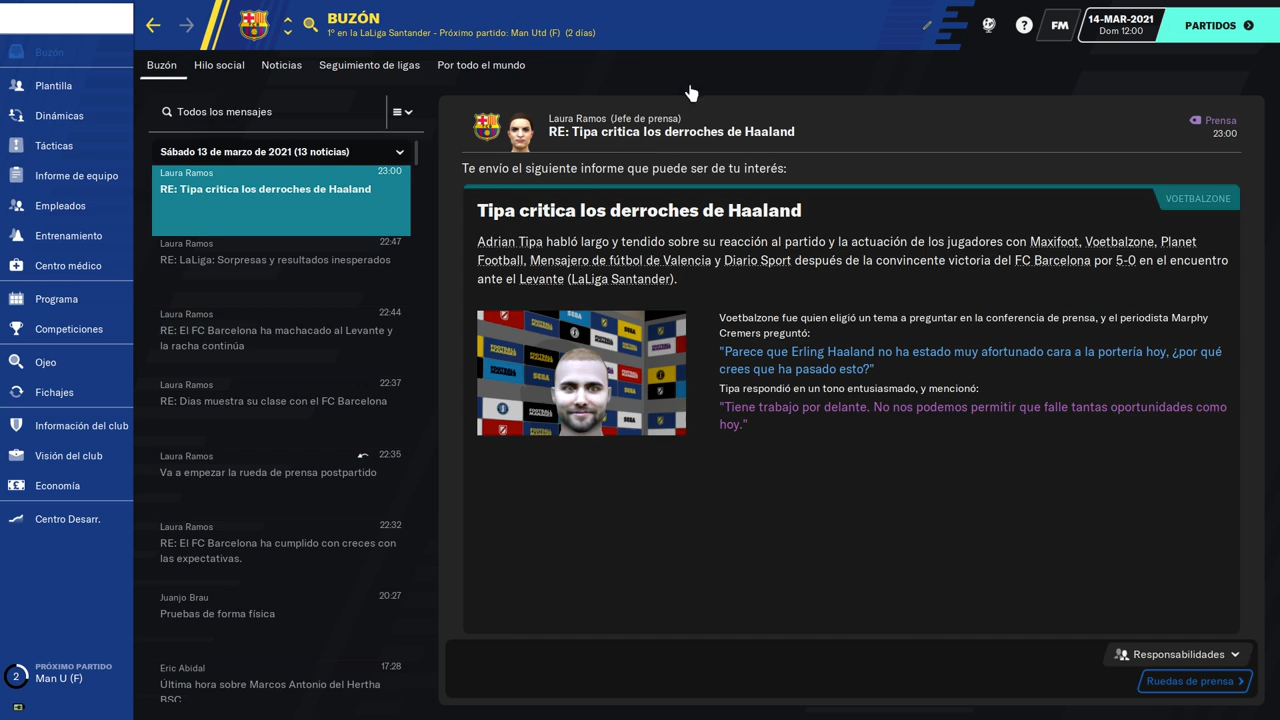 BUZÓN
1º en la LaLiga Santander - Próximo partido: Man Utd (F) (2 días)
FM
14-MAR-2021
Dom 12:00
PARTIDOS
Buzón
Plantilla
Dinámicas
Tácticas
Informe de equipo
Empleados
Entrenamiento
Centro médico
Programa
Competiciones
Ojeo
Fichajes
Información del club
Visión del club
Economía
Centro Desarr.
PRÓXIMO PARTIDO
2
Man U (F)
Buzón
Hilo social
Noticias
Seguimiento de ligas
Por todo el mundo
Todos los mensajes
Sábado 13 de marzo de 2021 (13 noticias)
Laura Ramos 23:00
RE: Tipa critica los derroches de Haaland
Laura Ramos 22:47
RE: LaLiga: Sorpresas y resultados inesperados
Laura Ramos 22:44
RE: El FC Barcelona ha machacado al Levante y
la racha continúa
Laura Ramos 22:37
RE: Dias muestra su clase con el FC Barcelona
Laura Ramos 22:35
Va a empezar la rueda de prensa postpartido
Laura Ramos 22:32
RE: El FC Barcelona ha cumplido con creces con
las expectativas.
Juanjo Brau 20:27
Pruebas de forma física
Eric Abidal 17:28
Última hora sobre Marcos Antonio del Hertha
BSC
Laura Ramos (Jefe de prensa)
RE: Tipa critica los derroches de Haaland
Prensa
23:00
Te envío el siguiente informe que puede ser de tu interés:
VOETBALZONE
Tipa critica los derroches de Haaland
Adrian Tipa habló largo y tendido sobre su reacción al partido y la actuación de los jugadores con Maxifoot, Voetbalzone, Planet
Football, Mensajero de fútbol de Valencia y Diario Sport después de la convincente victoria del FC Barcelona por 5-0 en el encuentro
ante el Levante (LaLiga Santander).
Voetbalzone fue quien eligió un tema a preguntar en la conferencia de prensa, y el periodista Marphy
Cremers preguntó:
"Parece que Erling Haaland no ha estado muy afortunado cara a la portería hoy, ¿por qué
crees que ha pasado esto?"
Tipa respondió en un tono entusiasmado, y mencionó:
"Tiene trabajo por delante. No nos podemos permitir que falle tantas oportunidades como
hoy."
Responsabilidades
Ruedas de prensa